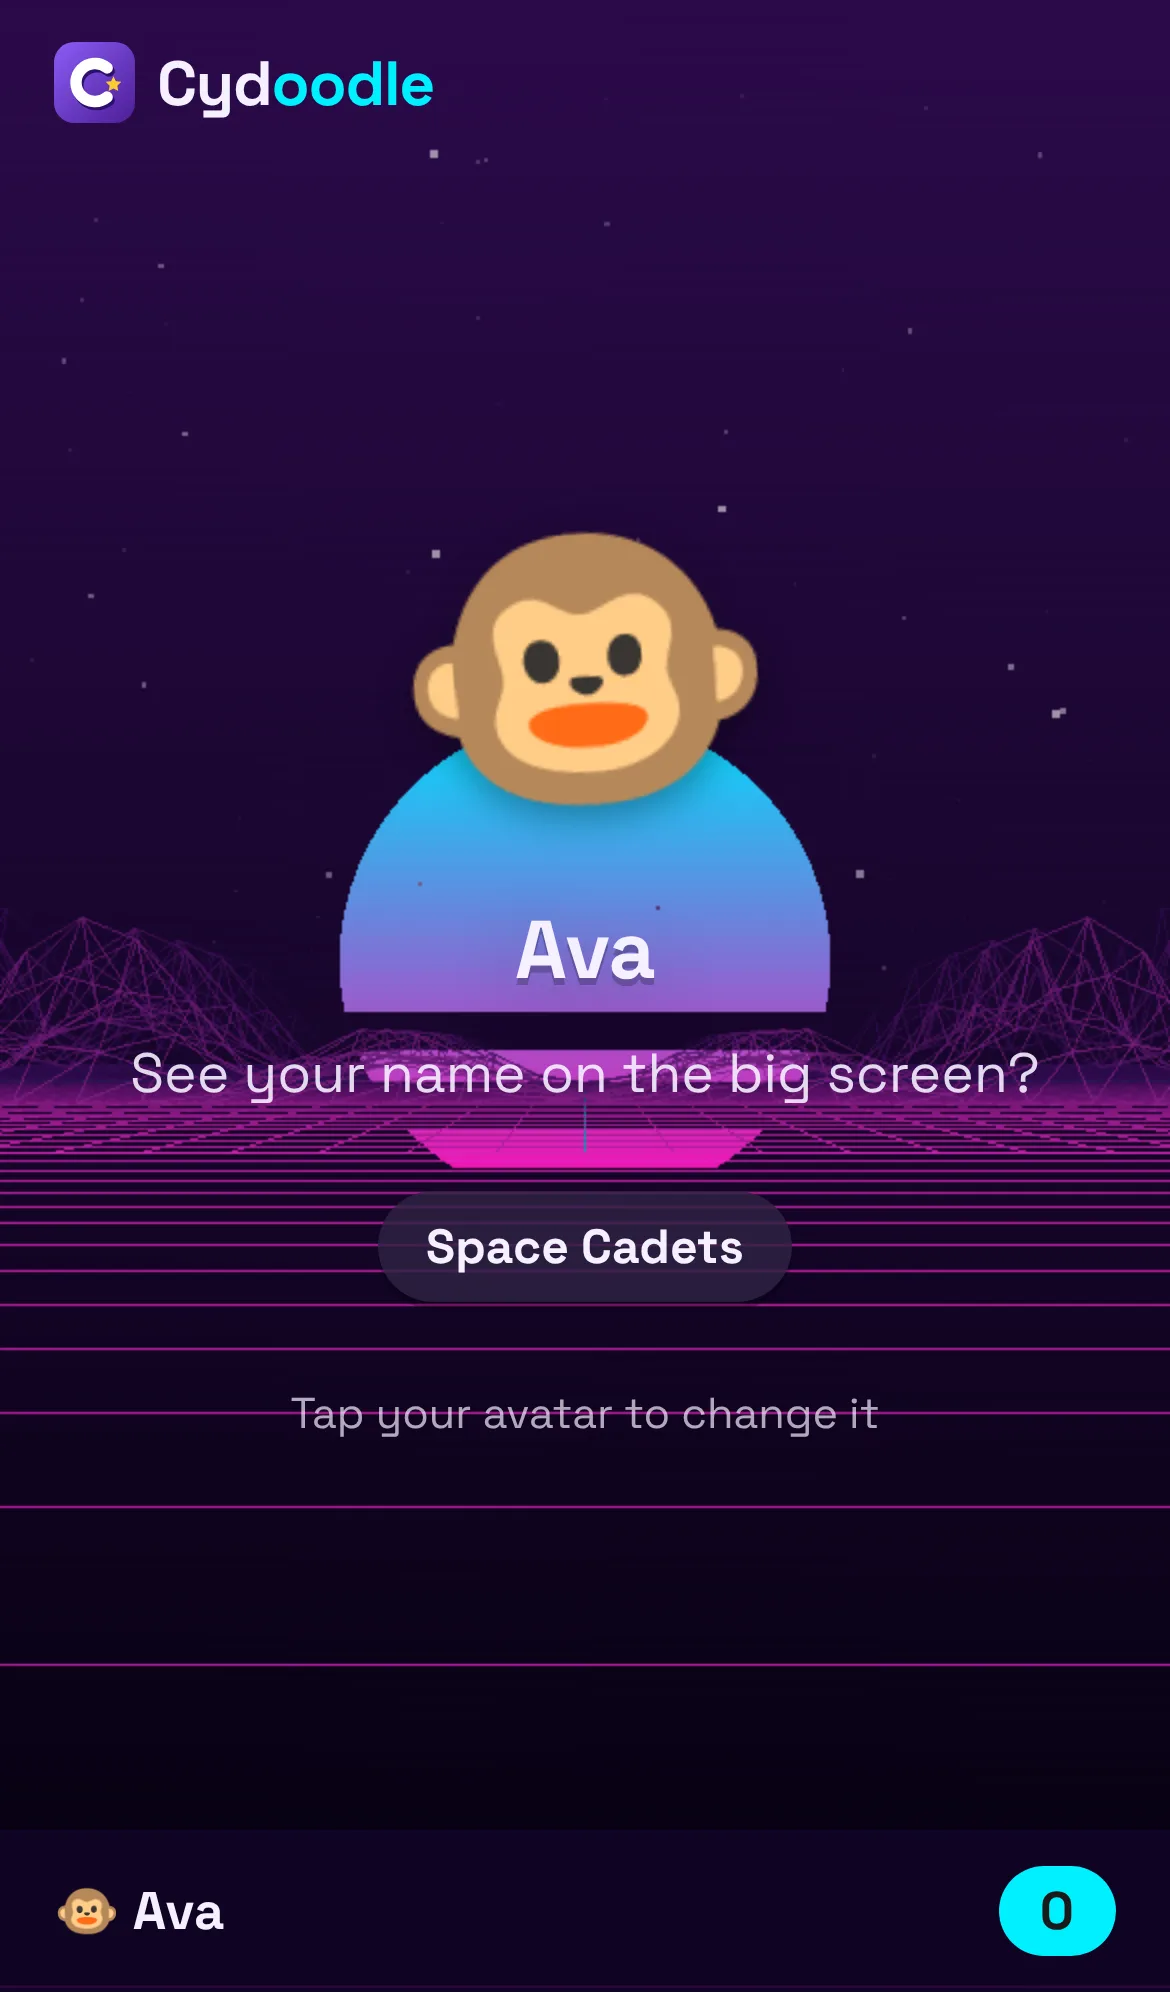 Cydoodle
Ava
See your name on the big screen?
Space Cadets
Tap your avatar to change it
Ava
0